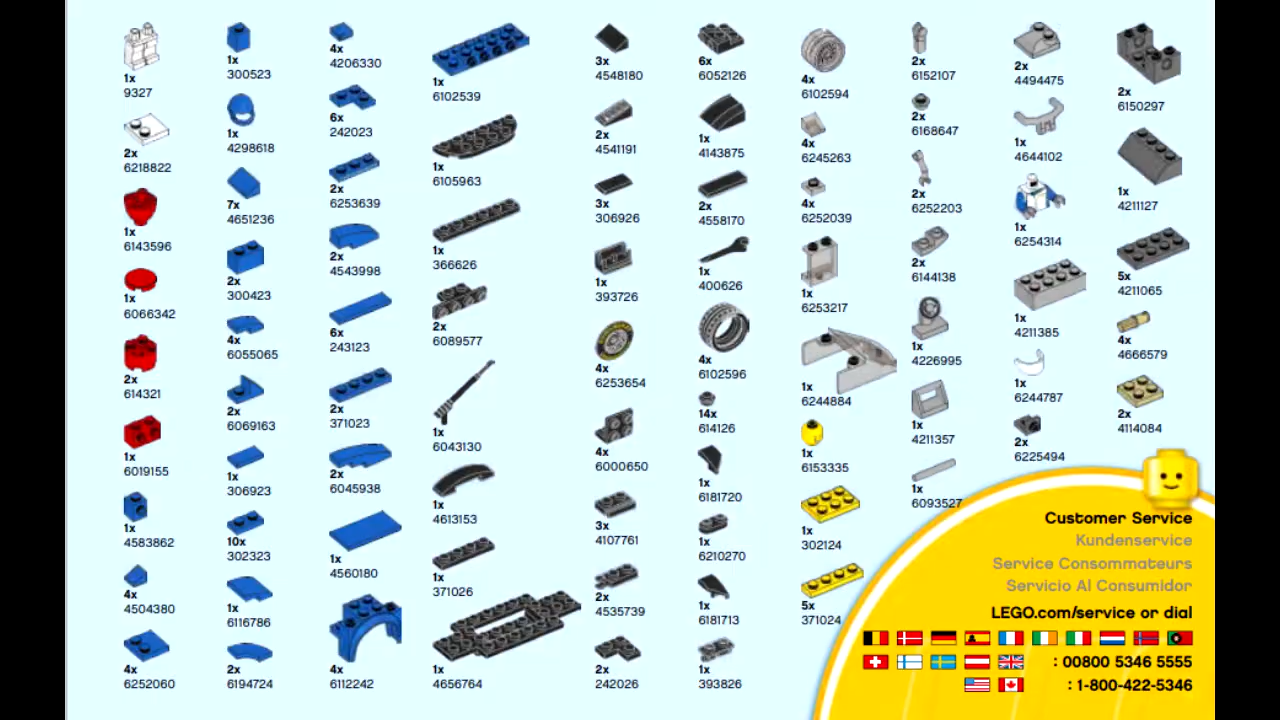 1x
9327
2x
6218822
1x
6143596
1x
6066342
2x
614321
1x
6019155
1x
4583862
4x
4504380
4x
6252060
1x
300523
1x
4298618
7x
4651236
2x
300423
4x
6055065
2x
6069163
1x
306923
10x
302323
1x
6116786
2x
6194724
4x
4206330
6x
242023
2x
6253639
2x
4543998
6x
243123
2x
371023
2x
6045938
1x
4560180
4x
6112242
1x
6102539
1x
6105963
1x
366626
2x
6089577
1x
6043130
1x
4613153
1x
371026
1x
4656764
3x
4548180
2x
4541191
3x
306926
1x
393726
4x
6253654
4x
6000650
3x
4107761
2x
4535739
2x
242026
6x
6052126
1x
4143875
2x
4558170
1x
400626
4x
6102596
14x
614126
1x
6181720
1x
6210270
1x
6181713
1x
393826
4x
6102594
4x
6245263
4x
6252039
1x
6253217
1x
6244884
1x
6153335
1x
302124
5x
371024
2x
6152107
2x
6168647
2x
6252203
2x
6144138
1x
4226995
1x
4211357
1x
6093527
2x
4494475
1x
4644102
1x
6254314
1x
4211385
1x
6244787
2x
6225494
2x
6150297
1x
4211127
5x
4211065
4x
4666579
2x
4114084
Customer Service
Kundenservice
Service Consommateurs
Servicio Al Consumidor
LEGO.com/service or dial
: 00800 5346 5555
: 1-800-422-5346